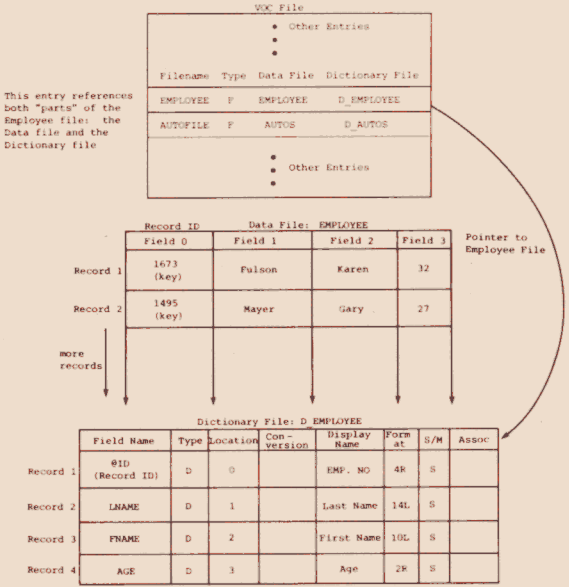 VOC File
Other Entries
Filename Type Data File Dictionary File
This entry references
both "parts" of the
Employee file: the
Data file and the
Dictionary file
EMPLOYEE F EMPLOYEE D_EMPLOYEE
AUTOFILE F AUTOS D_AUTOS
Other Entries
Record ID Data File: EMPLOYEE
Field 0 Field 1 Field 2 Field 3
Pointer to
Employee File
Record 1 1673 (key) Fulson Karen 32
Record 2 1495 (key) Mayer Gary 27
more
records
Dictionary File: D_EMPLOYEE
Field Name Type Location Con-version Display Name Format S/M Assoc
Record 1 @ID (Record ID) D 0 EMP. NO 4R S
Record 2 LNAME D 1 Last Name 14L S
Record 3 FNAME D 2 First Name 10L S
Record 4 AGE D 3 Age 2R S